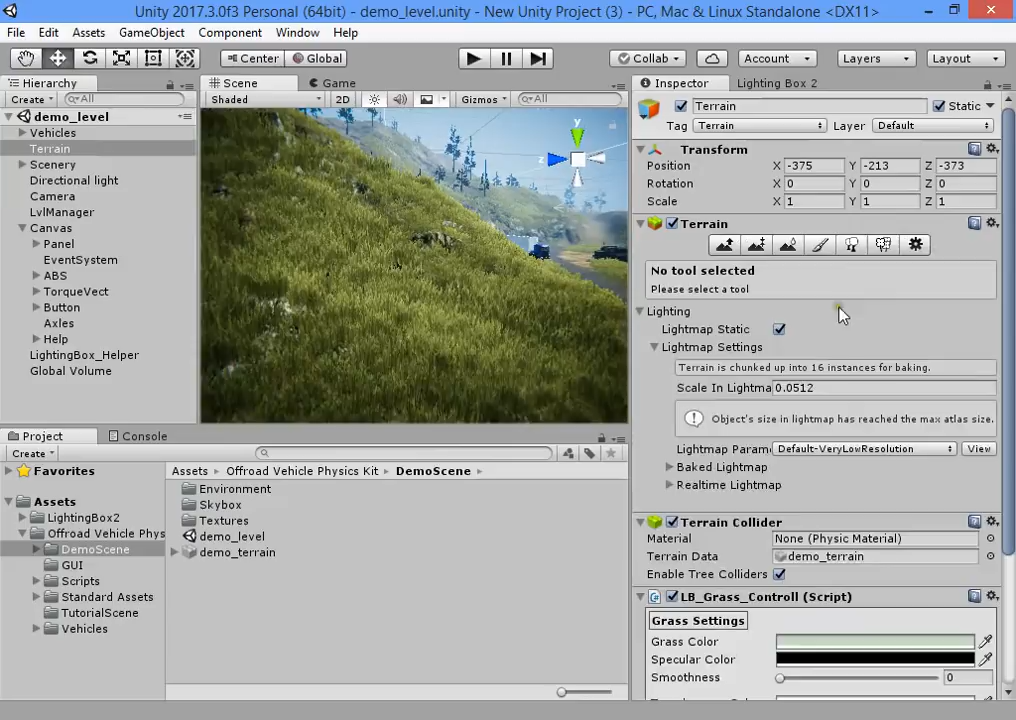 Unity 2017.3.0f3 Personal (64bit) - demo_level.unity - New Unity Project (3) - PC, Mac & Linux Standalone <DX11>
File Edit Assets GameObject Component Window Help
Center Global Collab Account Layers Layout
Hierarchy
Create All
demo_level
Vehicles
Terrain
Scenery
Directional light
Camera
LvlManager
Canvas
Panel
EventSystem
ABS
TorqueVect
Button
Axles
Help
LightingBox_Helper
Global Volume
Scene Game
Shaded 2D Gizmos All
y
z
Project Console
Create
Favorites
Assets
LightingBox2
Offroad Vehicle Phys
DemoScene
GUI
Scripts
Standard Assets
TutorialScene
Vehicles
Assets Offroad Vehicle Physics Kit DemoScene
Environment
Skybox
Textures
demo_level
demo_terrain
Inspector Lighting Box 2
Terrain Static
Tag Terrain Layer Default
Transform
Position X -375 Y -213 Z -373
Rotation X 0 Y 0 Z 0
Scale X 1 Y 1 Z 1
Terrain
No tool selected
Please select a tool
Lighting
Lightmap Static
Lightmap Settings
Terrain is chunked up into 16 instances for baking.
Scale In Lightma 0.0512
Object's size in lightmap has reached the max atlas size.
Lightmap Param Default-VeryLowResolution View
Baked Lightmap
Realtime Lightmap
Terrain Collider
Material None (Physic Material)
Terrain Data demo_terrain
Enable Tree Colliders
LB_Grass_Controll (Script)
Grass Settings
Grass Color
Specular Color
Smoothness 0